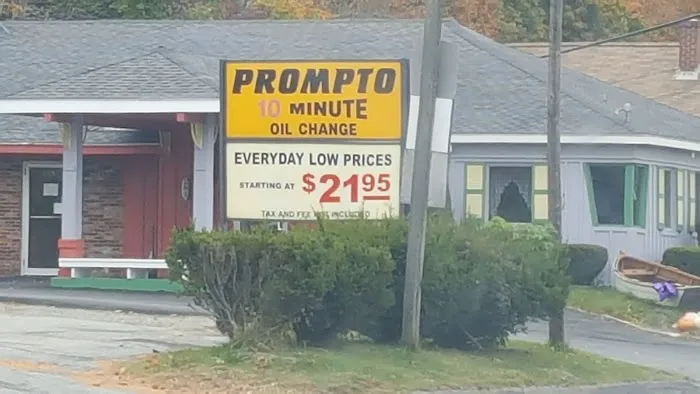 PROMPTO
10 MINUTE
OIL CHANGE
EVERYDAY LOW PRICES
STARTING AT $21.95
TAX AND FEE NOT INCLUDED